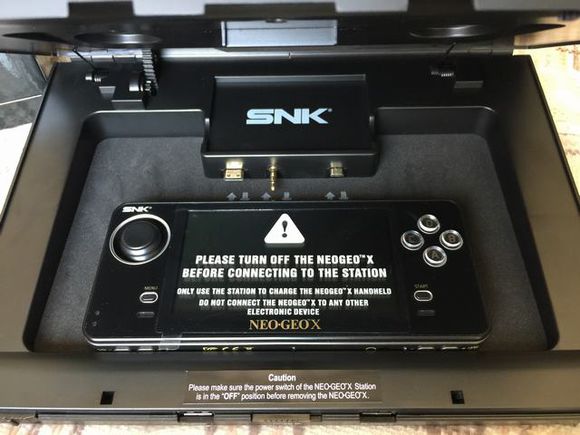 SNK®
SNK®
PLEASE TURN OFF THE NEOGEO™X
BEFORE CONNECTING TO THE STATION
ONLY USE THE STATION TO CHARGE THE NEOGEO™X HANDHELD
DO NOT CONNECT THE NEOGEO™X TO ANY OTHER
ELECTRONIC DEVICE
MENU
START
NEO·GEO X
Caution
Please make sure the power switch of the NEO-GEO™X Station
is in the "OFF" position before removing the NEO-GEO™X.